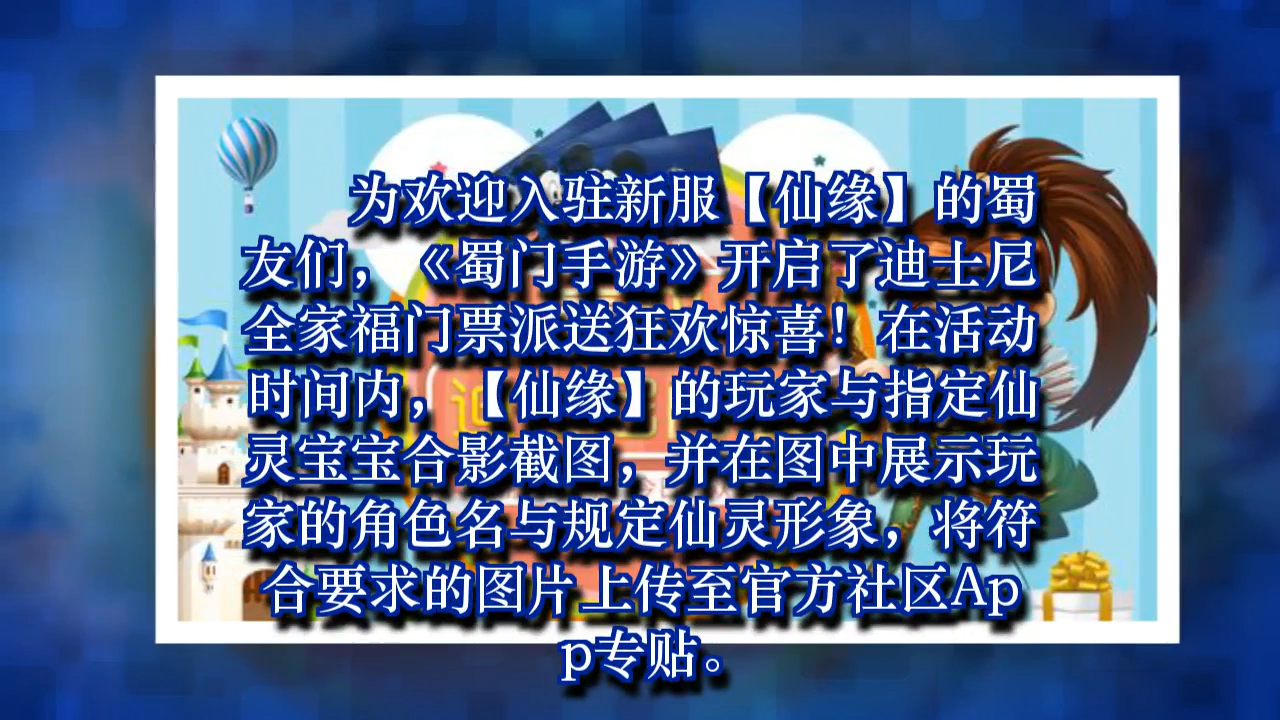 为欢迎入驻新服【仙缘】的蜀
友们，《蜀门手游》开启了迪士尼
全家福门票派送狂欢惊喜！在活动
时间内，【仙缘】的玩家与指定仙
灵宝宝合影截图，并在图中展示玩
家的角色名与规定仙灵形象，将符
合要求的图片上传至官方社区Ap
p专贴。